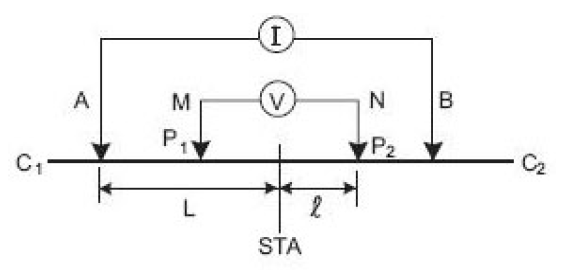 I
A M V N B
P1 P2
C1 C2
L ℓ
STA